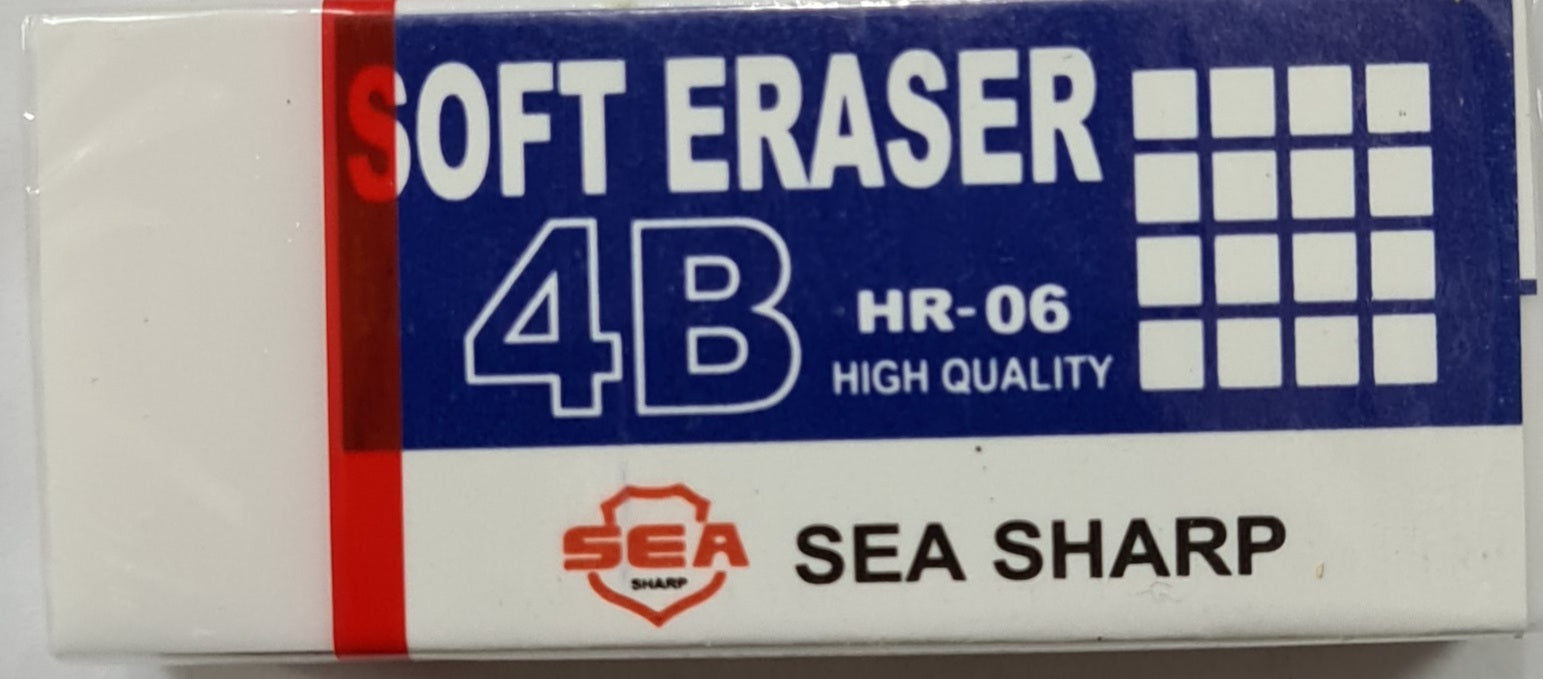 SOFT ERASER
4B
HR-06
HIGH QUALITY
SEA
SHARP
SEA SHARP